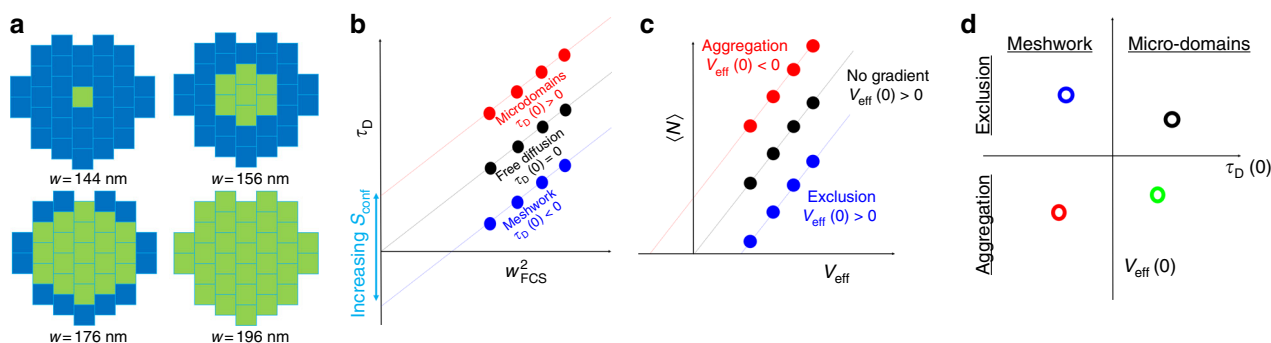 a
w = 144 nm
w = 156 nm
w = 176 nm
w = 196 nm
b
τD
Microdomains
τD (0) > 0
Free diffusion
τD (0) = 0
Meshwork
τD (0) < 0
Increasing Sconf
w²FCS
c
Aggregation
Veff (0) < 0
No gradient
Veff (0) > 0
⟨N⟩
Exclusion
Veff (0) > 0
Veff
d
Meshwork
Micro-domains
Exclusion
τD (0)
Aggregation
Veff (0)